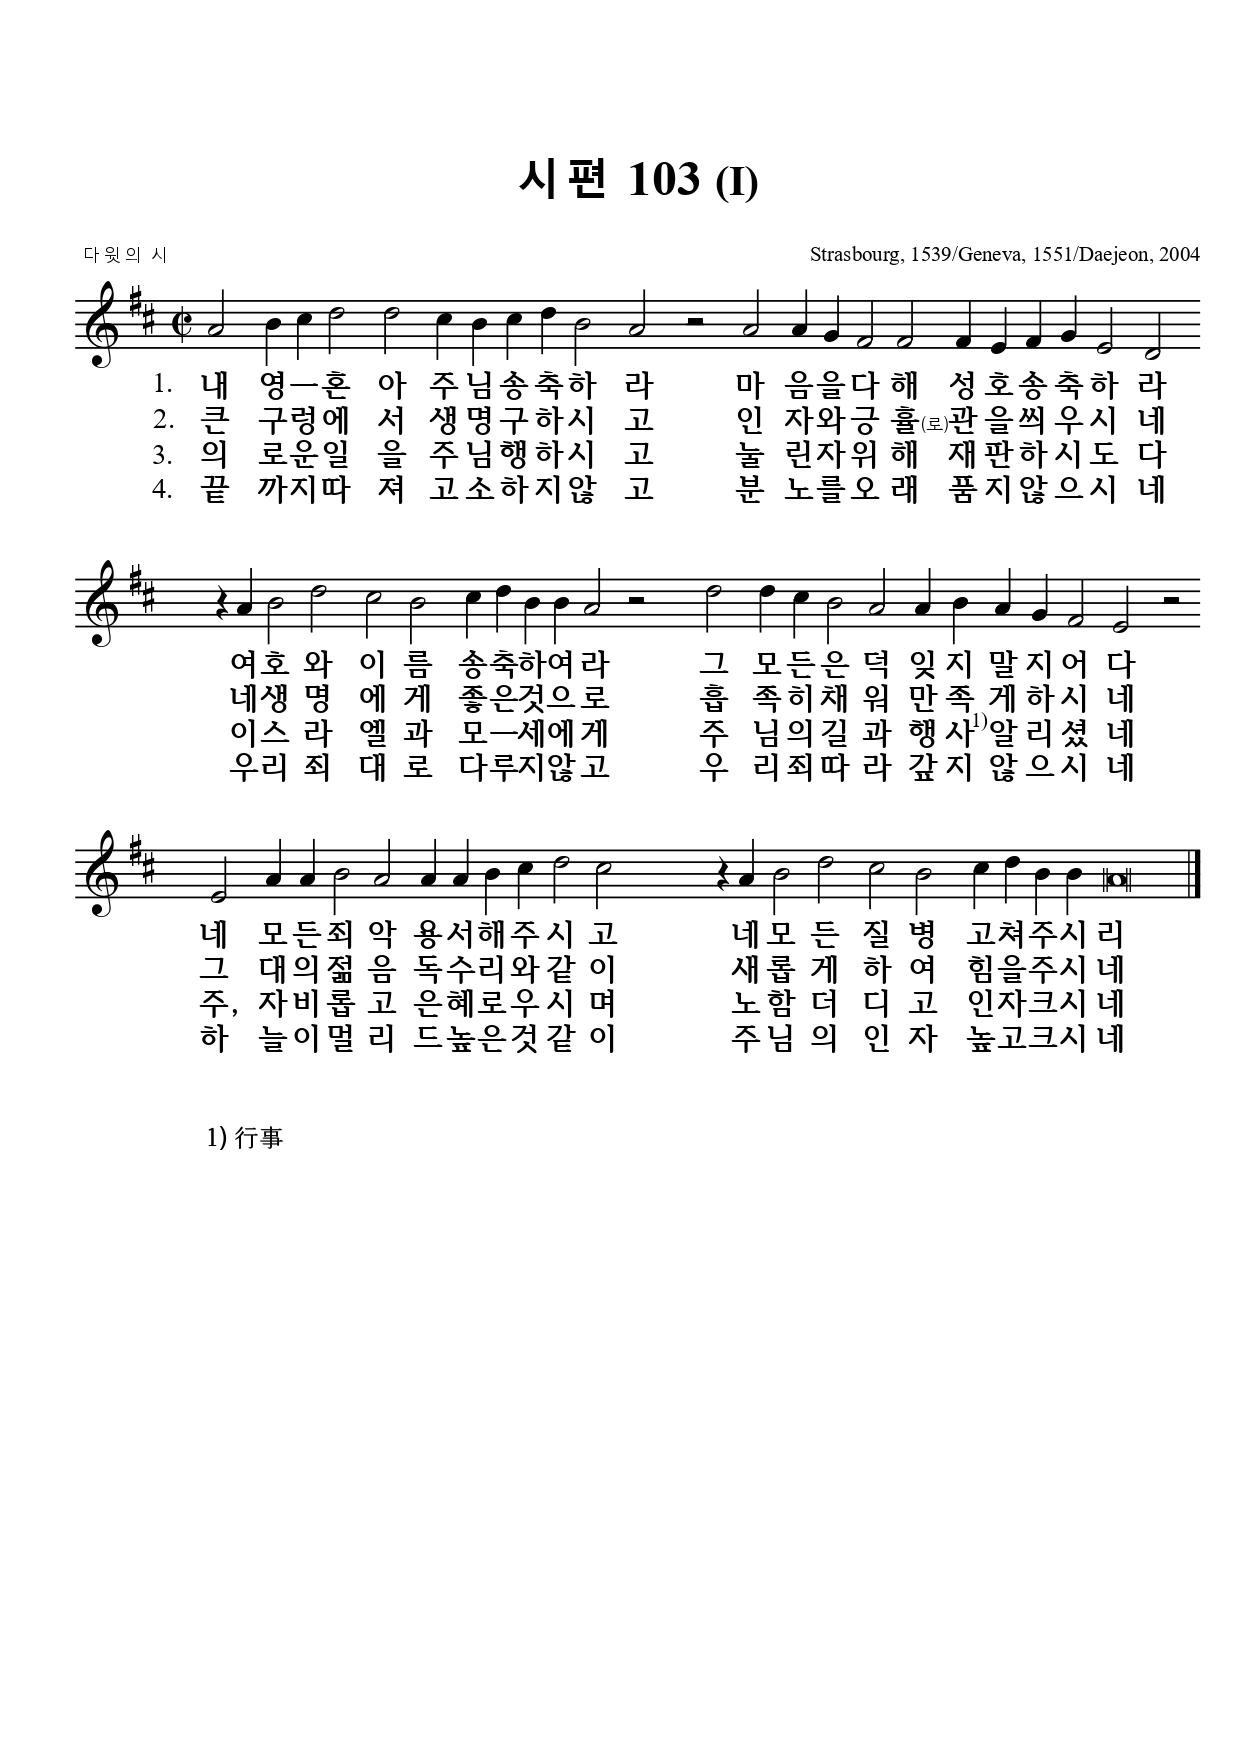 시편 103 (I)
다윗의 시
Strasbourg, 1539/Geneva, 1551/Daejeon, 2004
1. 내 영ㅡ혼 아 주님송축하 라 마 음을다 해 성호송축하 라
2. 큰 구렁에 서 생명구하시 고 인 자와긍 휼(로)관을씌우시 네
3. 의 로운일 을 주님행하시 고 눌 린자위 해 재판하시도 다
4. 끝 까지따 져 고소하지않 고 분 노를오 래 품지않으시 네
여호 와 이 름 송축하여라 그 모든은 덕 잊지 말지어 다
네생 명 에 게 좋은것으로 흡 족히채 워 만족 게하시 네
이스 라 엘 과 모ㅡ세에게 주 님의길 과 행사1)알리셨 네
우리 죄 대 로 다루지않고 우 리죄따 라 갚지 않으시 네
네 모든죄 악 용서해주시 고 네모 든 질 병 고쳐주시 리
그 대의젊 음 독수리와같 이 새롭 게 하 여 힘을주시 네
주, 자비롭 고 은혜로우시 며 노함 더 디 고 인자크시 네
하 늘이멀 리 드높은것같 이 주님 의 인 자 높고크시 네
1) 行事